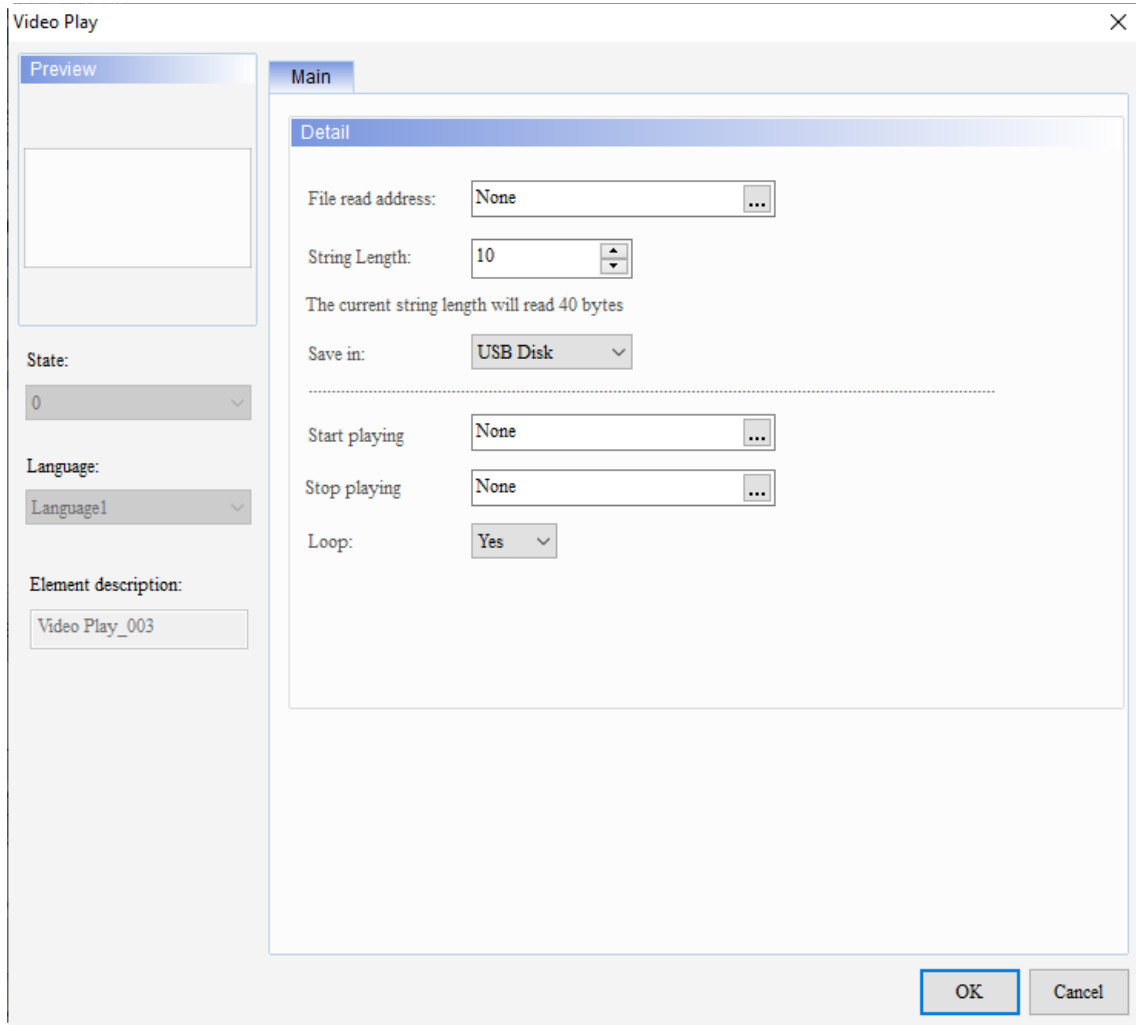 Video Play
Preview
State:
0
Language:
Language1
Element description:
Video Play_003
Main
Detail
File read address:
None
...
String Length:
10
The current string length will read 40 bytes
Save in:
USB Disk
Start playing
None
...
Stop playing
None
...
Loop:
Yes
OK
Cancel